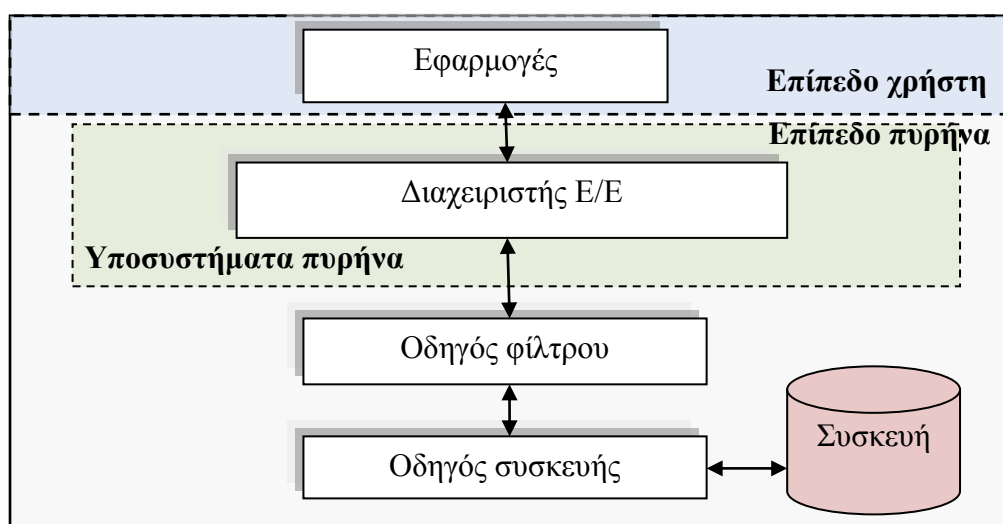 Εφαρμογές
Επίπεδο χρήστη
Επίπεδο πυρήνα
Διαχειριστής Ε/Ε
Υποσυστήματα πυρήνα
Οδηγός φίλτρου
Συσκευή
Οδηγός συσκευής